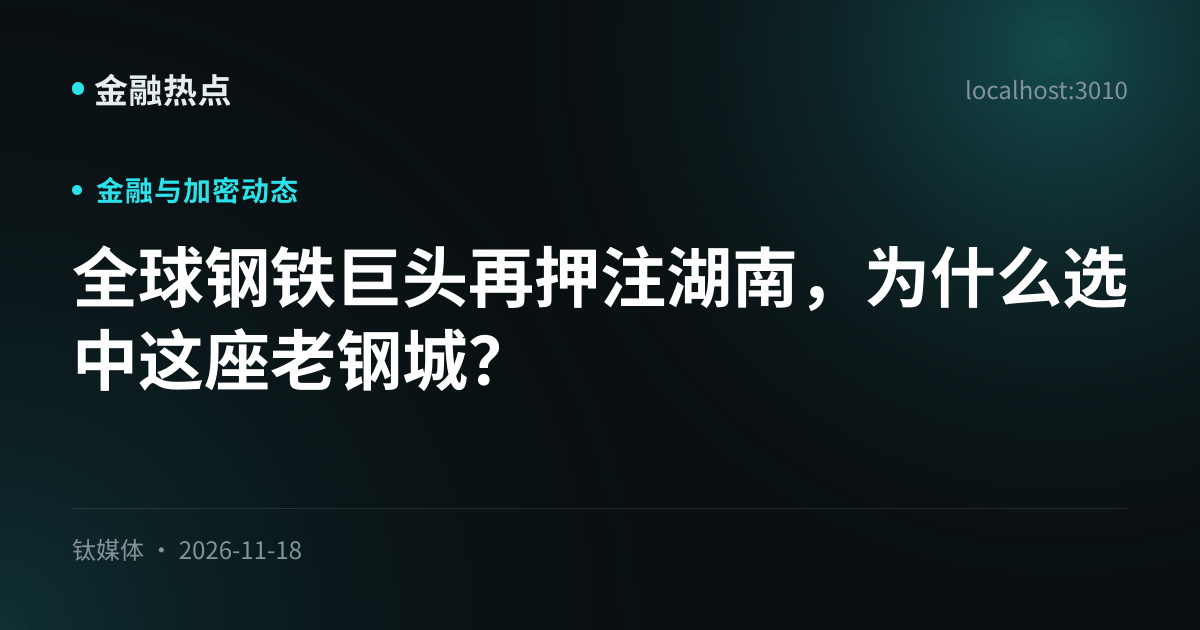 金融热点
localhost:3010
金融与加密动态
全球钢铁巨头再押注湖南，为什么选
中这座老钢城？
钛媒体 · 2026-11-18